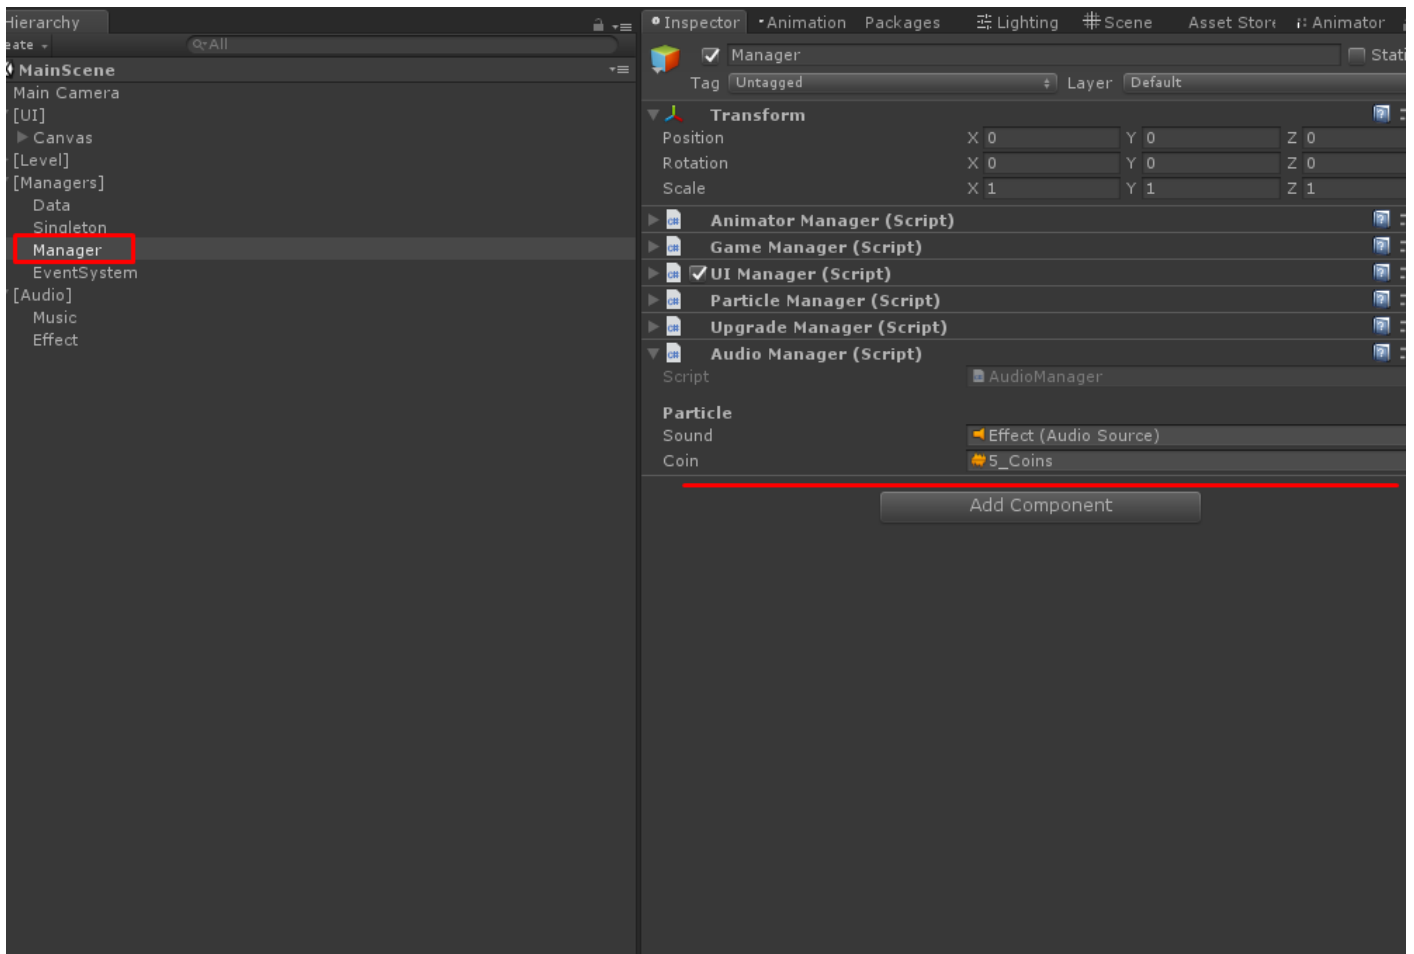 Hierarchy
eate
All
MainScene
Main Camera
[UI]
Canvas
[Level]
[Managers]
Data
Singleton
Manager
EventSystem
[Audio]
Music
Effect
Inspector Animation Packages Lighting Scene Asset Store Animator
Manager Stati
Tag Untagged Layer Default
Transform
Position X 0 Y 0 Z 0
Rotation X 0 Y 0 Z 0
Scale X 1 Y 1 Z 1
Animator Manager (Script)
Game Manager (Script)
UI Manager (Script)
Particle Manager (Script)
Upgrade Manager (Script)
Audio Manager (Script)
Script AudioManager
Particle
Sound Effect (Audio Source)
Coin 5_Coins
Add Component